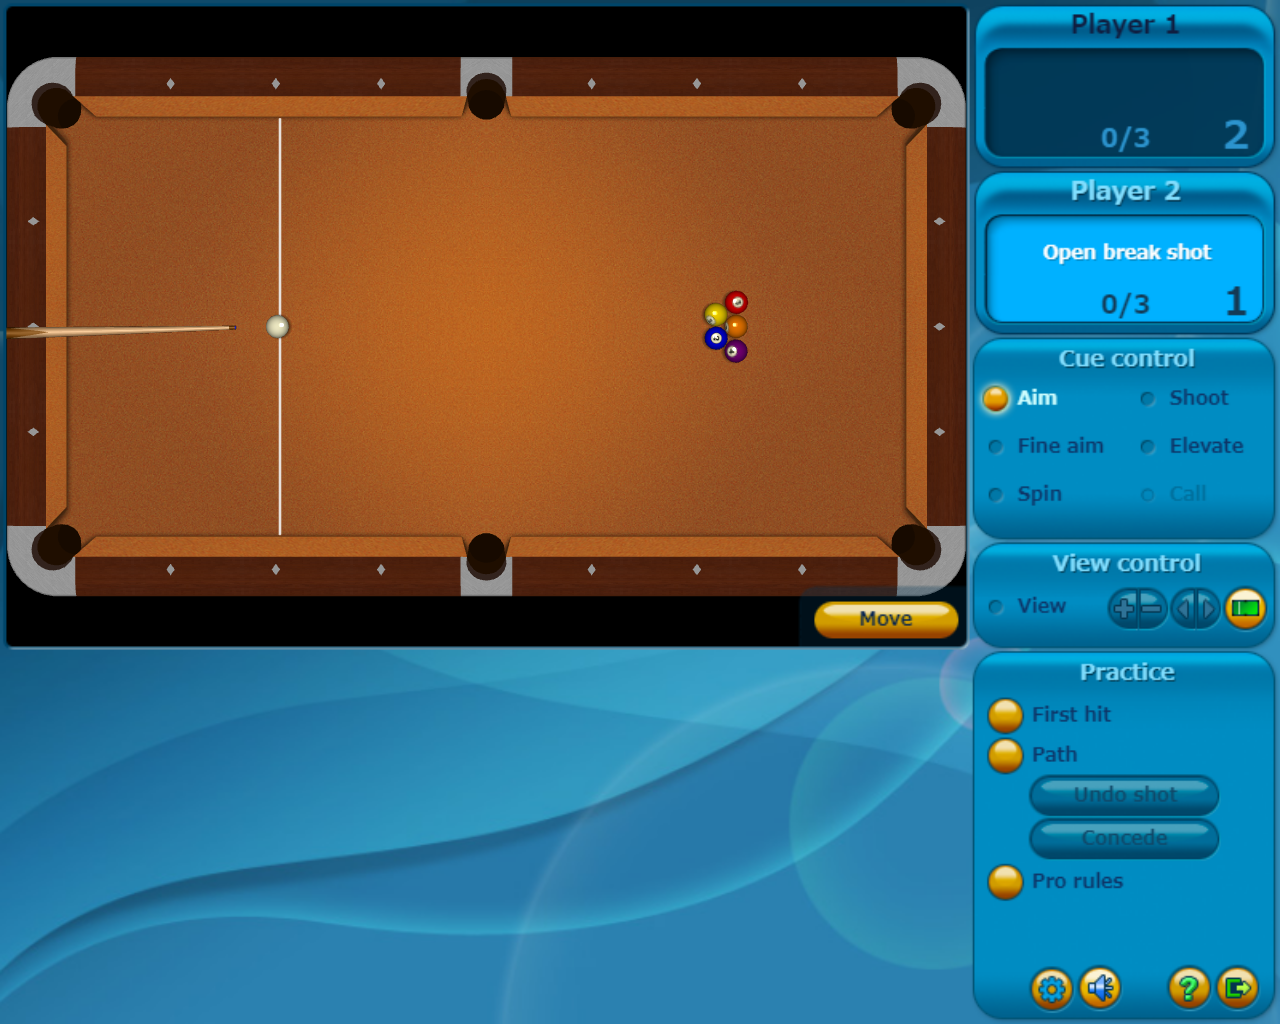 Player 1
0/3 2
Player 2
Open break shot
0/3 1
Cue control
Aim Shoot
Fine aim Elevate
Spin Call
Move
View control
View
Practice
First hit
Path
Undo shot
Concede
Pro rules